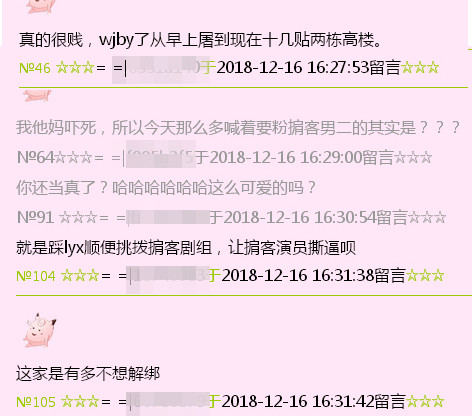 真的很贱，wjby了从早上屠到现在十几贴两栋高楼。
№46 ☆☆☆= =| 于2018-12-16 16:27:53留言☆☆☆
我他妈吓死，所以今天那么多喊着要粉掮客男二的其实是？？？
№64☆☆☆= =| 于2018-12-16 16:29:00留言☆☆☆
你还当真了？哈哈哈哈哈哈这么可爱的吗？
№91 ☆☆☆= =| 于2018-12-16 16:30:54留言☆☆☆
就是踩lyx顺便挑拨掮客剧组，让掮客演员撕逼呗
№104 ☆☆☆= =| 于2018-12-16 16:31:38留言☆☆☆
这家是有多不想解绑
№105 ☆☆☆= =| 于2018-12-16 16:31:42留言☆☆☆